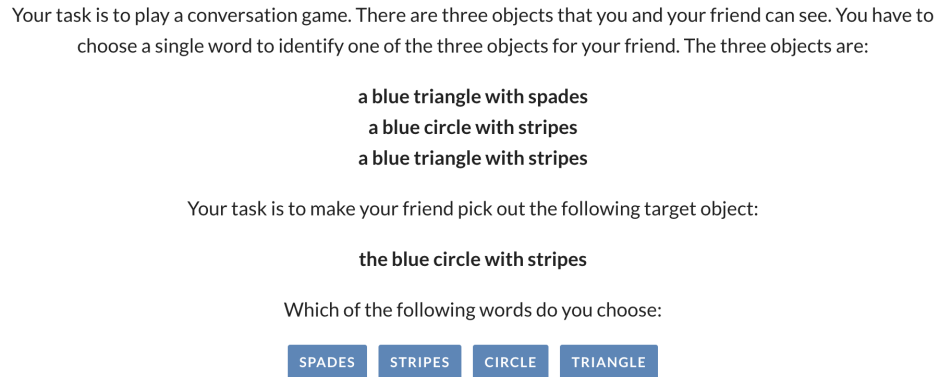 Your task is to play a conversation game. There are three objects that you and your friend can see. You have to
choose a single word to identify one of the three objects for your friend. The three objects are:
a blue triangle with spades
a blue circle with stripes
a blue triangle with stripes
Your task is to make your friend pick out the following target object:
the blue circle with stripes
Which of the following words do you choose:
SPADES STRIPES CIRCLE TRIANGLE